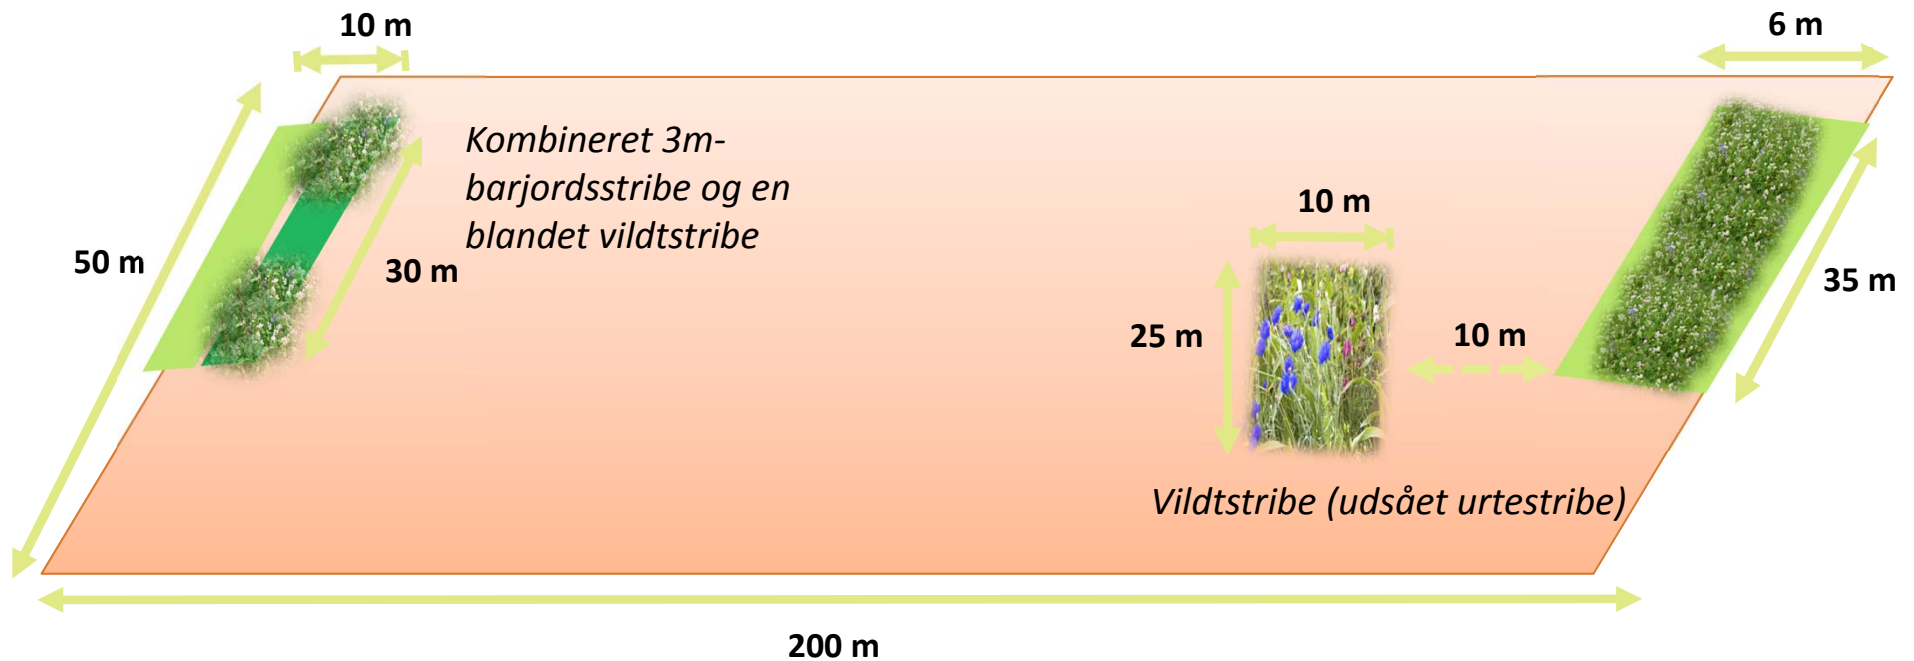 10 m
6 m
Kombineret 3m-
barjordsstribe og en
blandet vildtstribe
50 m
30 m
10 m
25 m
10 m
35 m
Vildtstribe (udsået urtestribe)
200 m